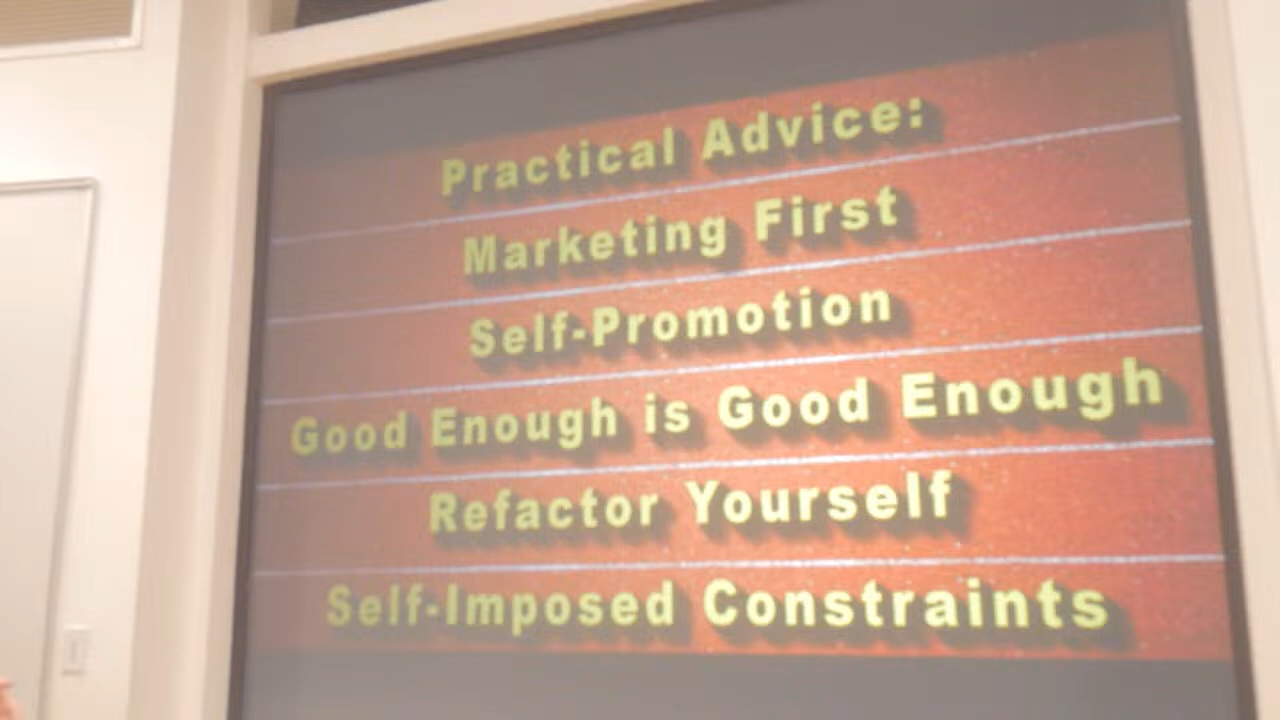 Practical Advice:
Marketing First
Self-Promotion
Good Enough is Good Enough
Refactor Yourself
Self-Imposed Constraints